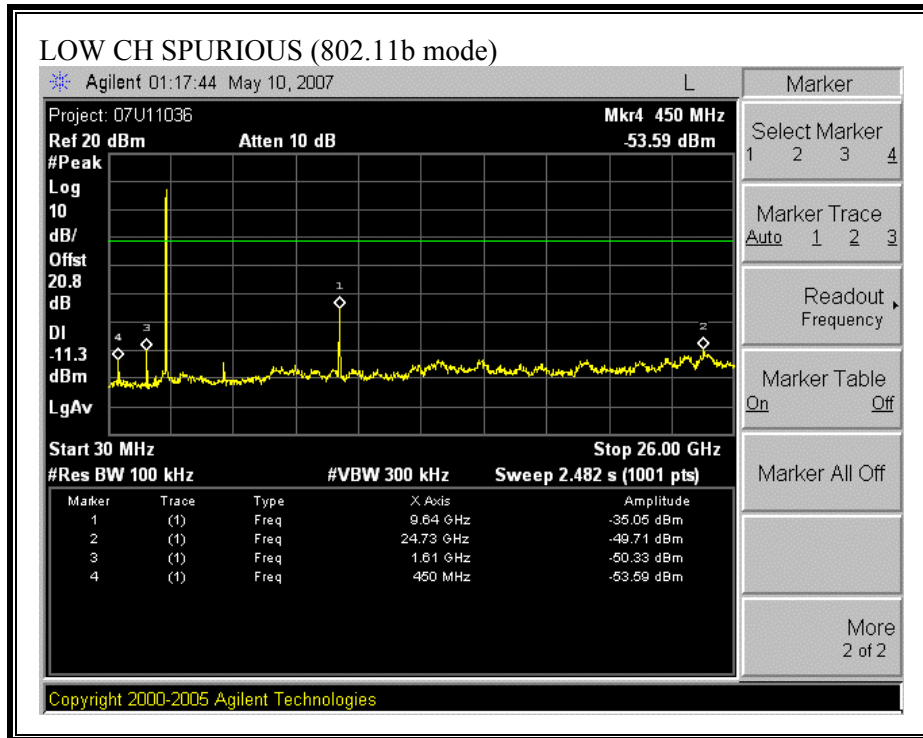 LOW CH SPURIOUS (802.11b mode)
Agilent 01:17:44 May 10, 2007 L
Project: 07U11036 Mkr4 450 MHz
Ref 20 dBm Atten 10 dB -53.59 dBm
#Peak
Log
10
dB/
Offst
20.8
dB
DI
-11.3
dBm
LgAv
1
2
3
4
Start 30 MHz Stop 26.00 GHz
#Res BW 100 kHz #VBW 300 kHz Sweep 2.482 s (1001 pts)
Marker Trace Type X Axis Amplitude
1 (1) Freq 9.64 GHz -35.05 dBm
2 (1) Freq 24.73 GHz -49.71 dBm
3 (1) Freq 1.61 GHz -50.33 dBm
4 (1) Freq 450 MHz -53.59 dBm
Copyright 2000-2005 Agilent Technologies
Marker
Select Marker
1 2 3 4
Marker Trace
Auto 1 2 3
Readout
Frequency
Marker Table
On Off
Marker All Off
More
2 of 2